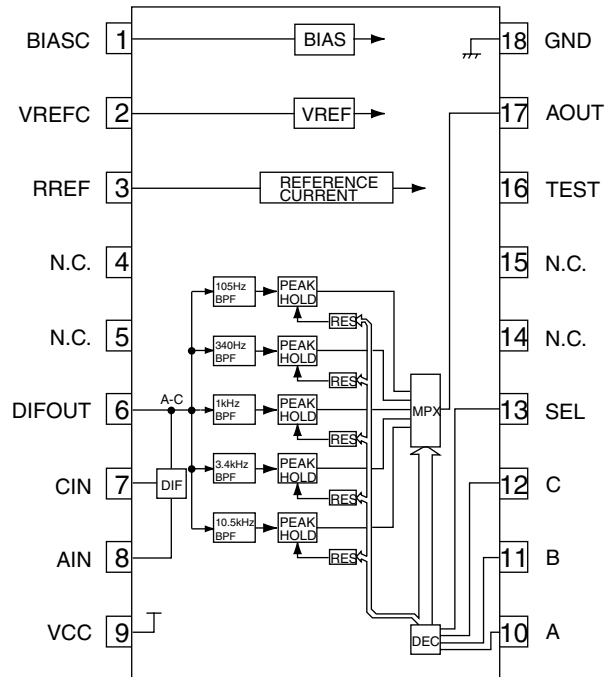 BIASC 1 BIAS 18 GND
VREFC 2 VREF 17 AOUT
RREF 3 REFERENCE CURRENT 16 TEST
N.C. 4 15 N.C.
105Hz BPF PEAK HOLD
RES
N.C. 5 14 N.C.
340Hz BPF PEAK HOLD
RES
DIFOUT 6 A-C 1kHz BPF PEAK HOLD MPX 13 SEL
RES
CIN 7 DIF 3.4kHz BPF PEAK HOLD 12 C
RES
10.5kHz BPF PEAK HOLD
AIN 8 RES 11 B
VCC 9 DEC 10 A